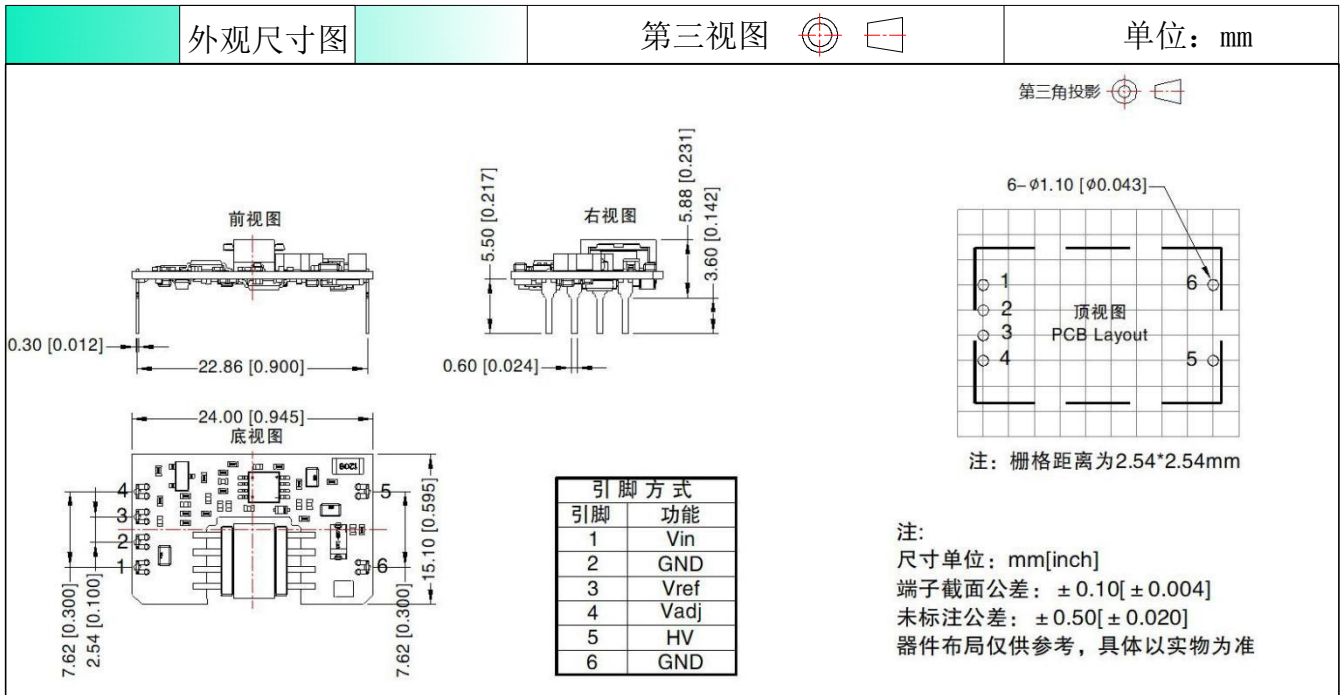 外观尺寸图
第三视图
单位：mm
第三角投影
前视图
0.30 [0.012]
22.86 [0.900]
右视图
5.50 [0.217]
5.88 [0.231]
3.60 [0.142]
0.60 [0.024]
6-Ø1.10 [Ø0.043]
1
2
3
4
6
5
顶视图
PCB Layout
注：栅格距离为2.54*2.54mm
24.00 [0.945]
底视图
1206
4
3
2
1
5
6
15.10 [0.595]
7.62 [0.300]
2.54 [0.100]
7.62 [0.300]
引脚方式
引脚 功能
1 Vin
2 GND
3 Vref
4 Vadj
5 HV
6 GND
注:
尺寸单位：mm[inch]
端子截面公差：±0.10[±0.004]
未标注公差：±0.50[±0.020]
器件布局仅供参考，具体以实物为准